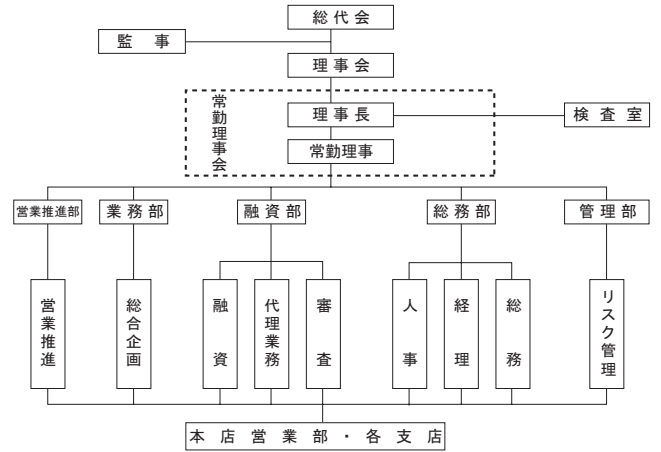 総代会
監事
理事会
常勤理事会
理事長
検査室
常勤理事
営業推進部
業務部
融資部
総務部
管理部
営業推進
総合企画
融資
代理業務
審査
人事
経理
総務
リスク管理
本店営業部・各支店